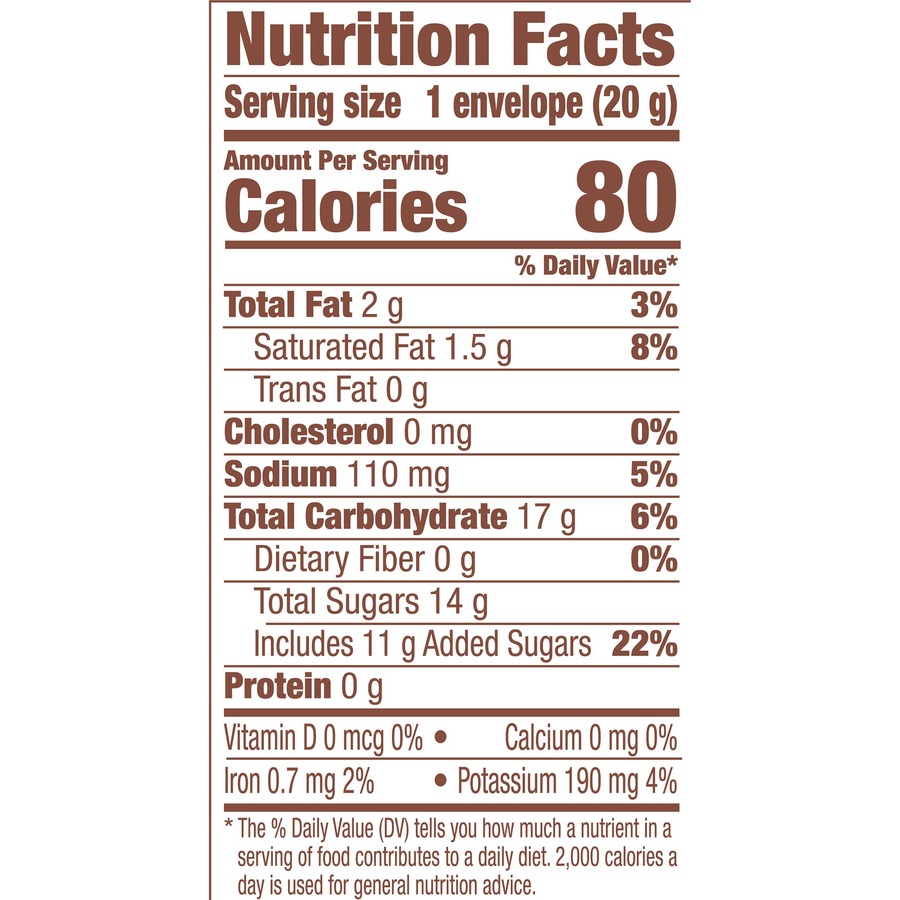 Nutrition Facts
Serving size 1 envelope (20 g)
Amount Per Serving
Calories 80
% Daily Value*
Total Fat 2 g 3%
Saturated Fat 1.5 g 8%
Trans Fat 0 g
Cholesterol 0 mg 0%
Sodium 110 mg 5%
Total Carbohydrate 17 g 6%
Dietary Fiber 0 g 0%
Total Sugars 14 g
Includes 11 g Added Sugars 22%
Protein 0 g
Vitamin D 0 mcg 0% • Calcium 0 mg 0%
Iron 0.7 mg 2% • Potassium 190 mg 4%
* The % Daily Value (DV) tells you how much a nutrient in a
serving of food contributes to a daily diet. 2,000 calories a
day is used for general nutrition advice.